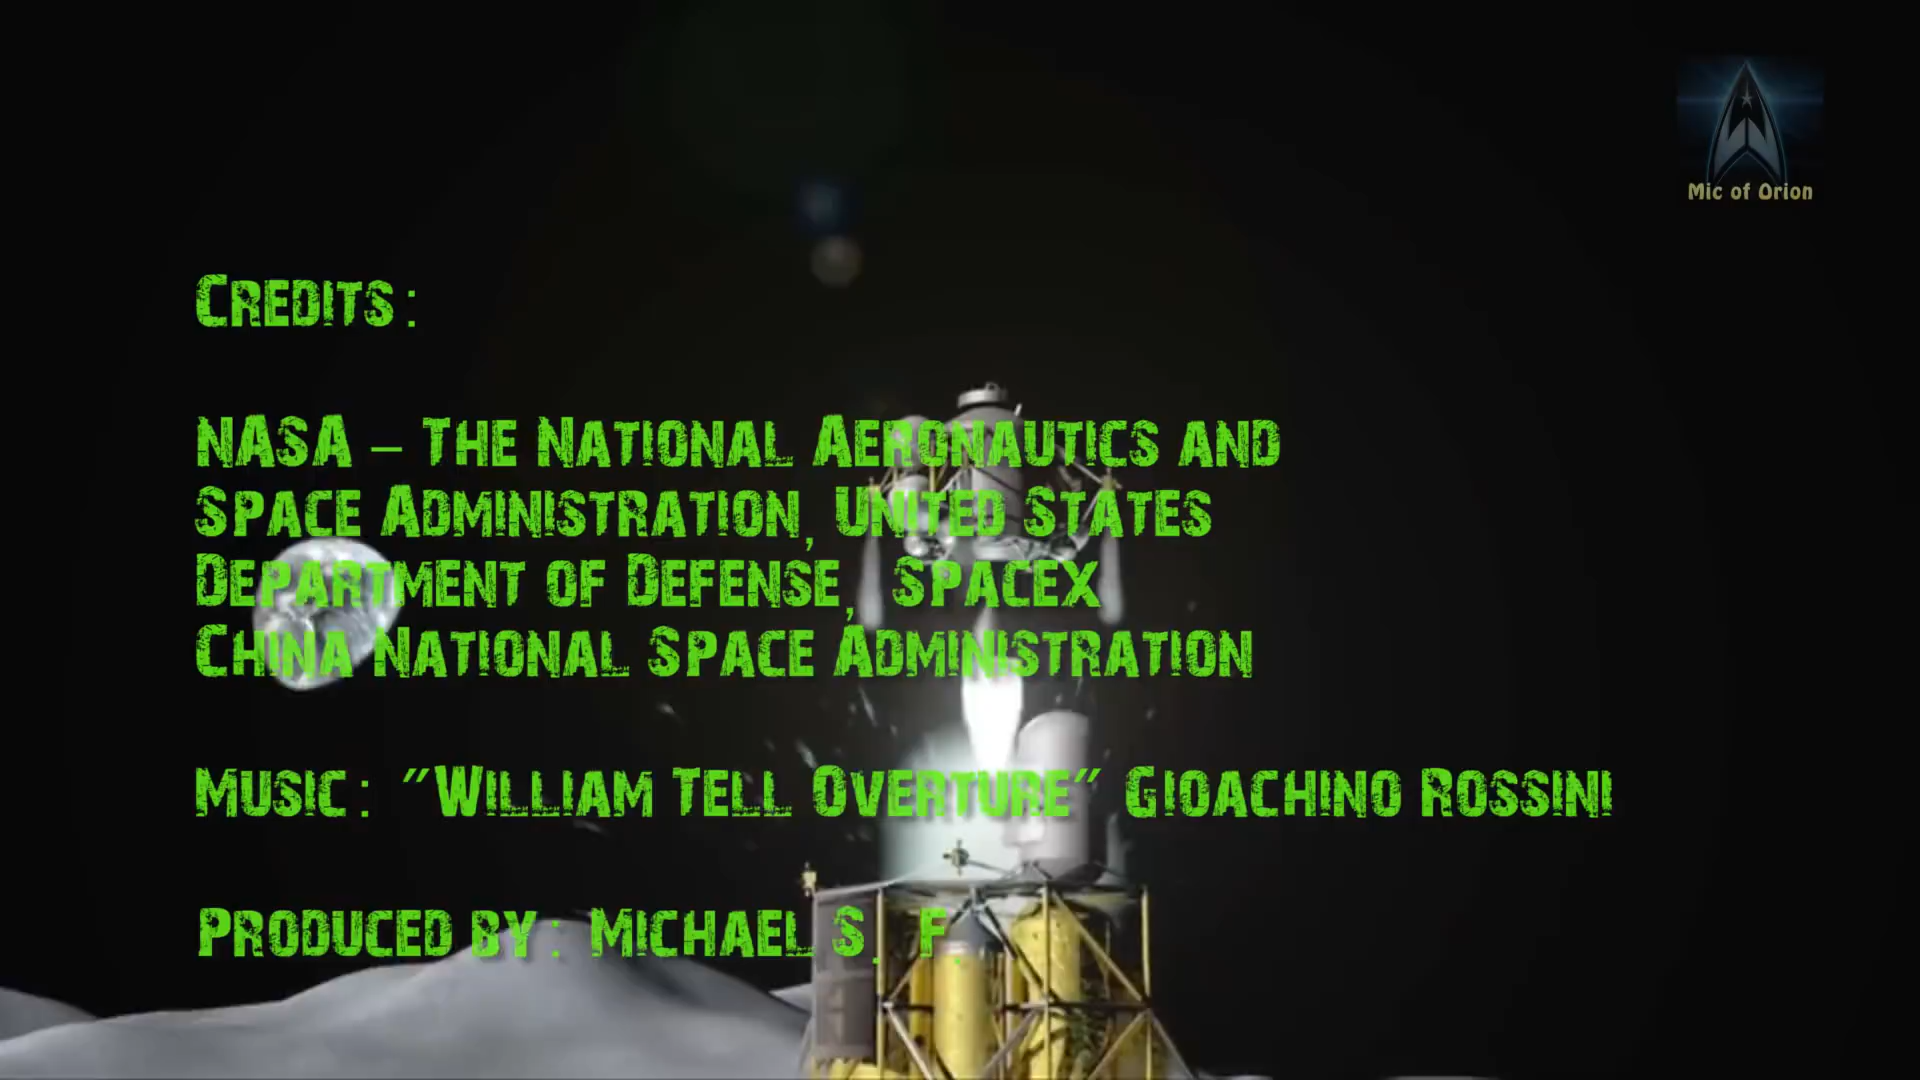 Mic of Orion
Credits:
NASA – The National Aeronautics and
Space Administration, United States
Department of Defense, SpaceX
China National Space Administration
Music: "William Tell Overture" Gioachino Rossini
Produced by: Michael S. F.